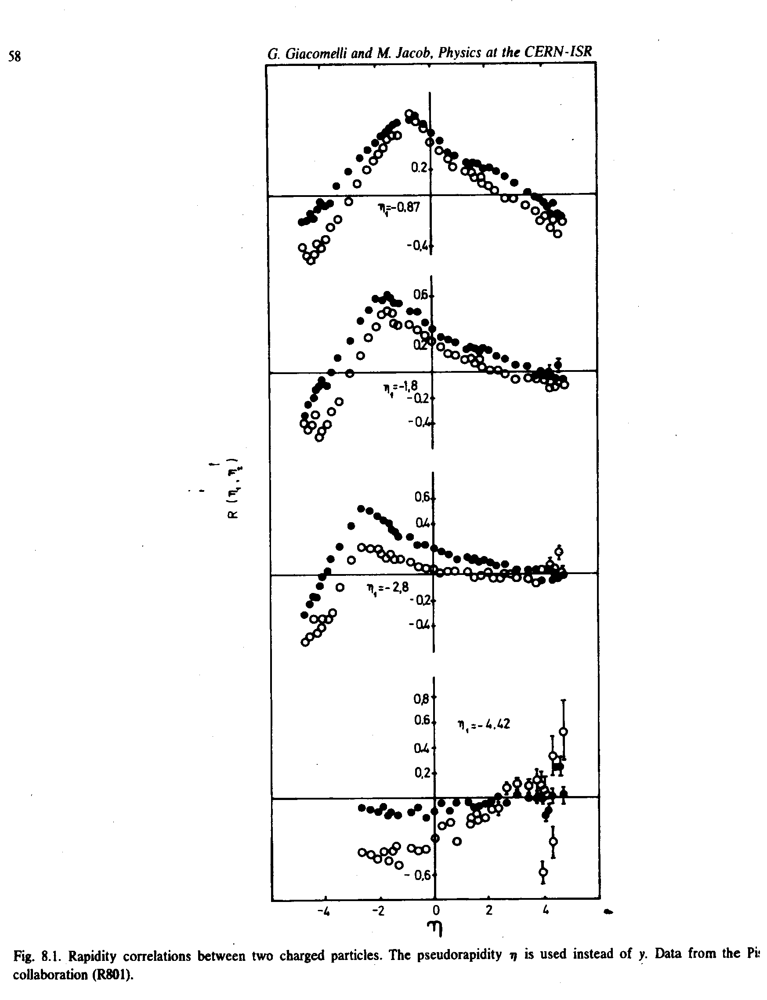 58
G. Giacomelli and M. Jacob, Physics at the CERN-ISR
0.2
η₁=-0.87
-0,4
0,6
0,2
η₁=-1,8
-0,2
-0,4
R (η₁, η₂)
0,6
0,4
η₁=-2,8
-0,2
-0,4
0,8
0,6
η₁=-4.42
0,4
0,2
- 0,6
-4 -2 0 2 4
η
Fig. 8.1. Rapidity correlations between two charged particles. The pseudorapidity η is used instead of y. Data from the
collaboration (R801).